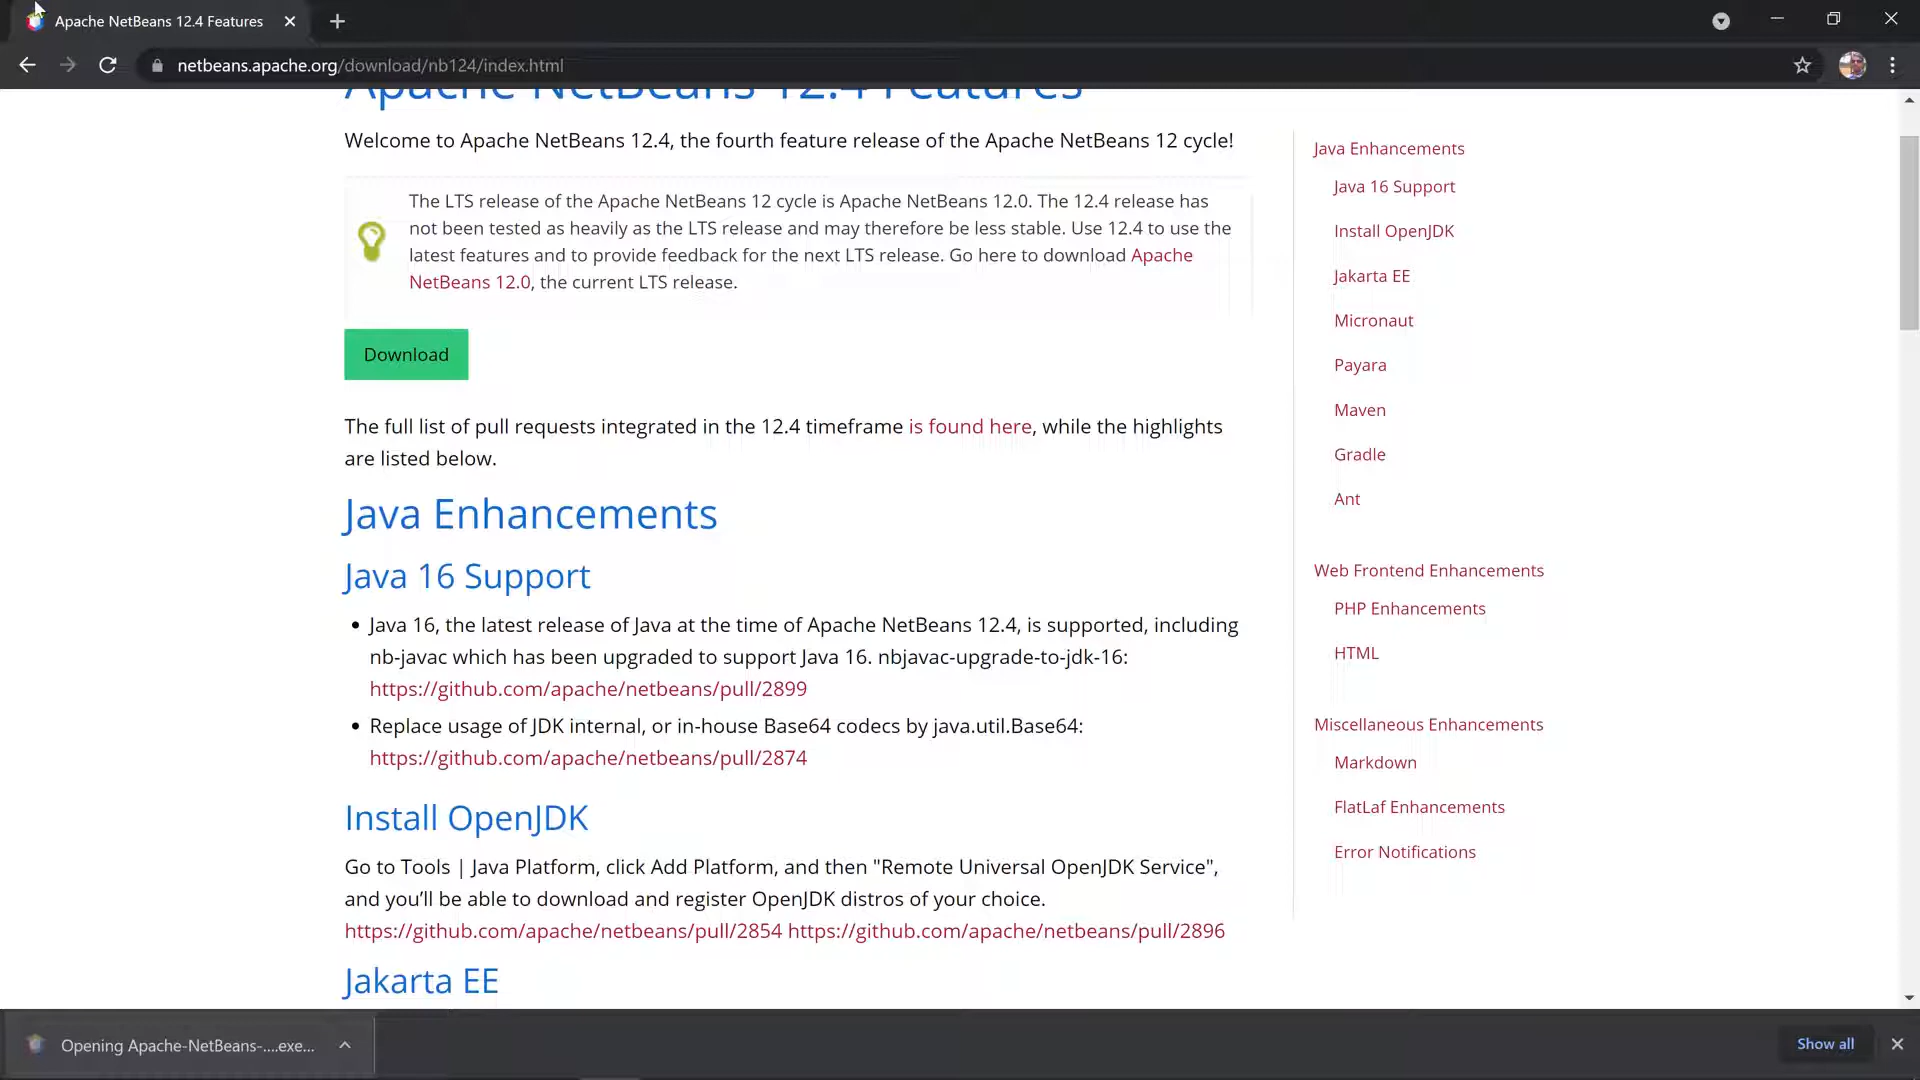 Apache NetBeans 12.4 Features
netbeans.apache.org/download/nb124/index.html
Apache NetBeans 12.4 Features
Welcome to Apache NetBeans 12.4, the fourth feature release of the Apache NetBeans 12 cycle!
The LTS release of the Apache NetBeans 12 cycle is Apache NetBeans 12.0. The 12.4 release has
not been tested as heavily as the LTS release and may therefore be less stable. Use 12.4 to use the
latest features and to provide feedback for the next LTS release. Go here to download Apache
NetBeans 12.0, the current LTS release.
Download
The full list of pull requests integrated in the 12.4 timeframe is found here, while the highlights
are listed below.
Java Enhancements
Java 16 Support
Java 16, the latest release of Java at the time of Apache NetBeans 12.4, is supported, including
nb-javac which has been upgraded to support Java 16. nbjavac-upgrade-to-jdk-16:
https://github.com/apache/netbeans/pull/2899
Replace usage of JDK internal, or in-house Base64 codecs by java.util.Base64:
https://github.com/apache/netbeans/pull/2874
Install OpenJDK
Go to Tools | Java Platform, click Add Platform, and then "Remote Universal OpenJDK Service",
and you’ll be able to download and register OpenJDK distros of your choice.
https://github.com/apache/netbeans/pull/2854 https://github.com/apache/netbeans/pull/2896
Jakarta EE
Java Enhancements
Java 16 Support
Install OpenJDK
Jakarta EE
Micronaut
Payara
Maven
Gradle
Ant
Web Frontend Enhancements
PHP Enhancements
HTML
Miscellaneous Enhancements
Markdown
FlatLaf Enhancements
Error Notifications
Opening Apache-NetBeans-....exe...
Show all